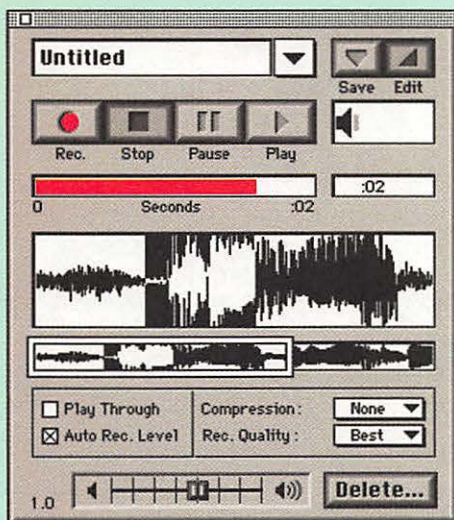 Untitled
Save Edit
Rec. Stop Pause Play
:02
0 Seconds :02
Play Through Compression: None
Auto Rec. Level Rec. Quality: Best
1.0 Delete...